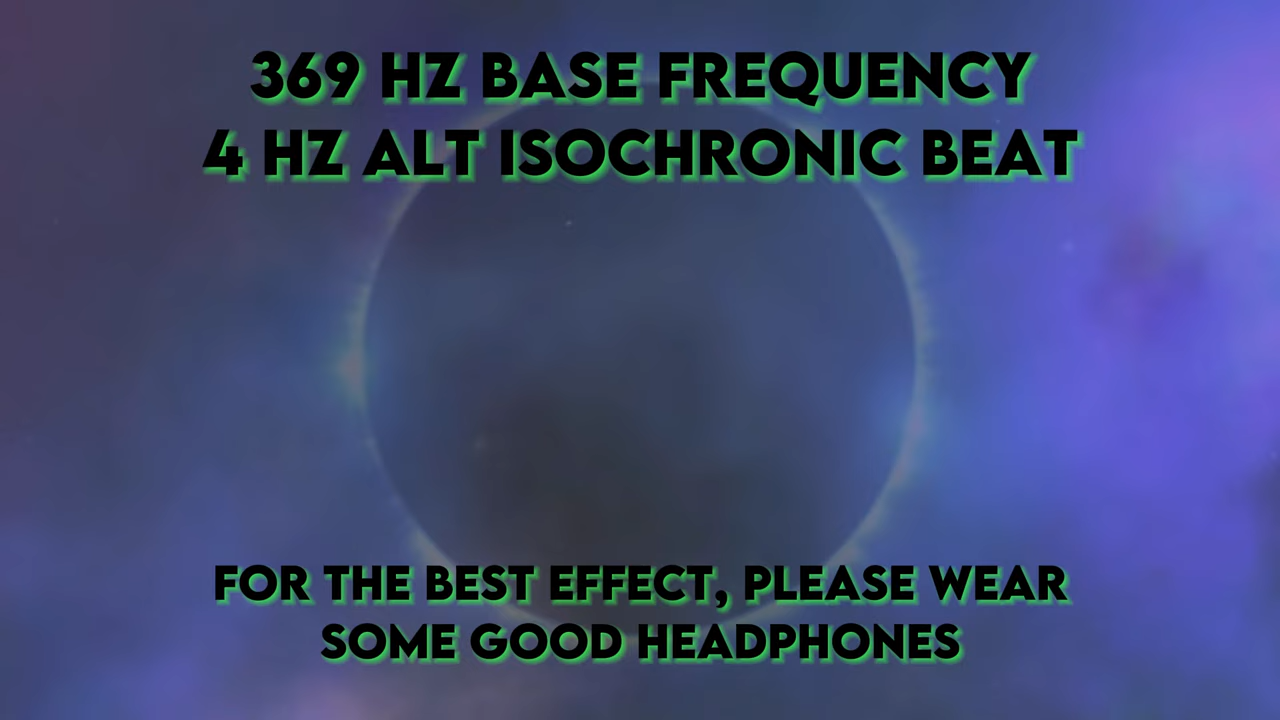 369 HZ BASE FREQUENCY
4 HZ ALT ISOCHRONIC BEAT
FOR THE BEST EFFECT, PLEASE WEAR
SOME GOOD HEADPHONES